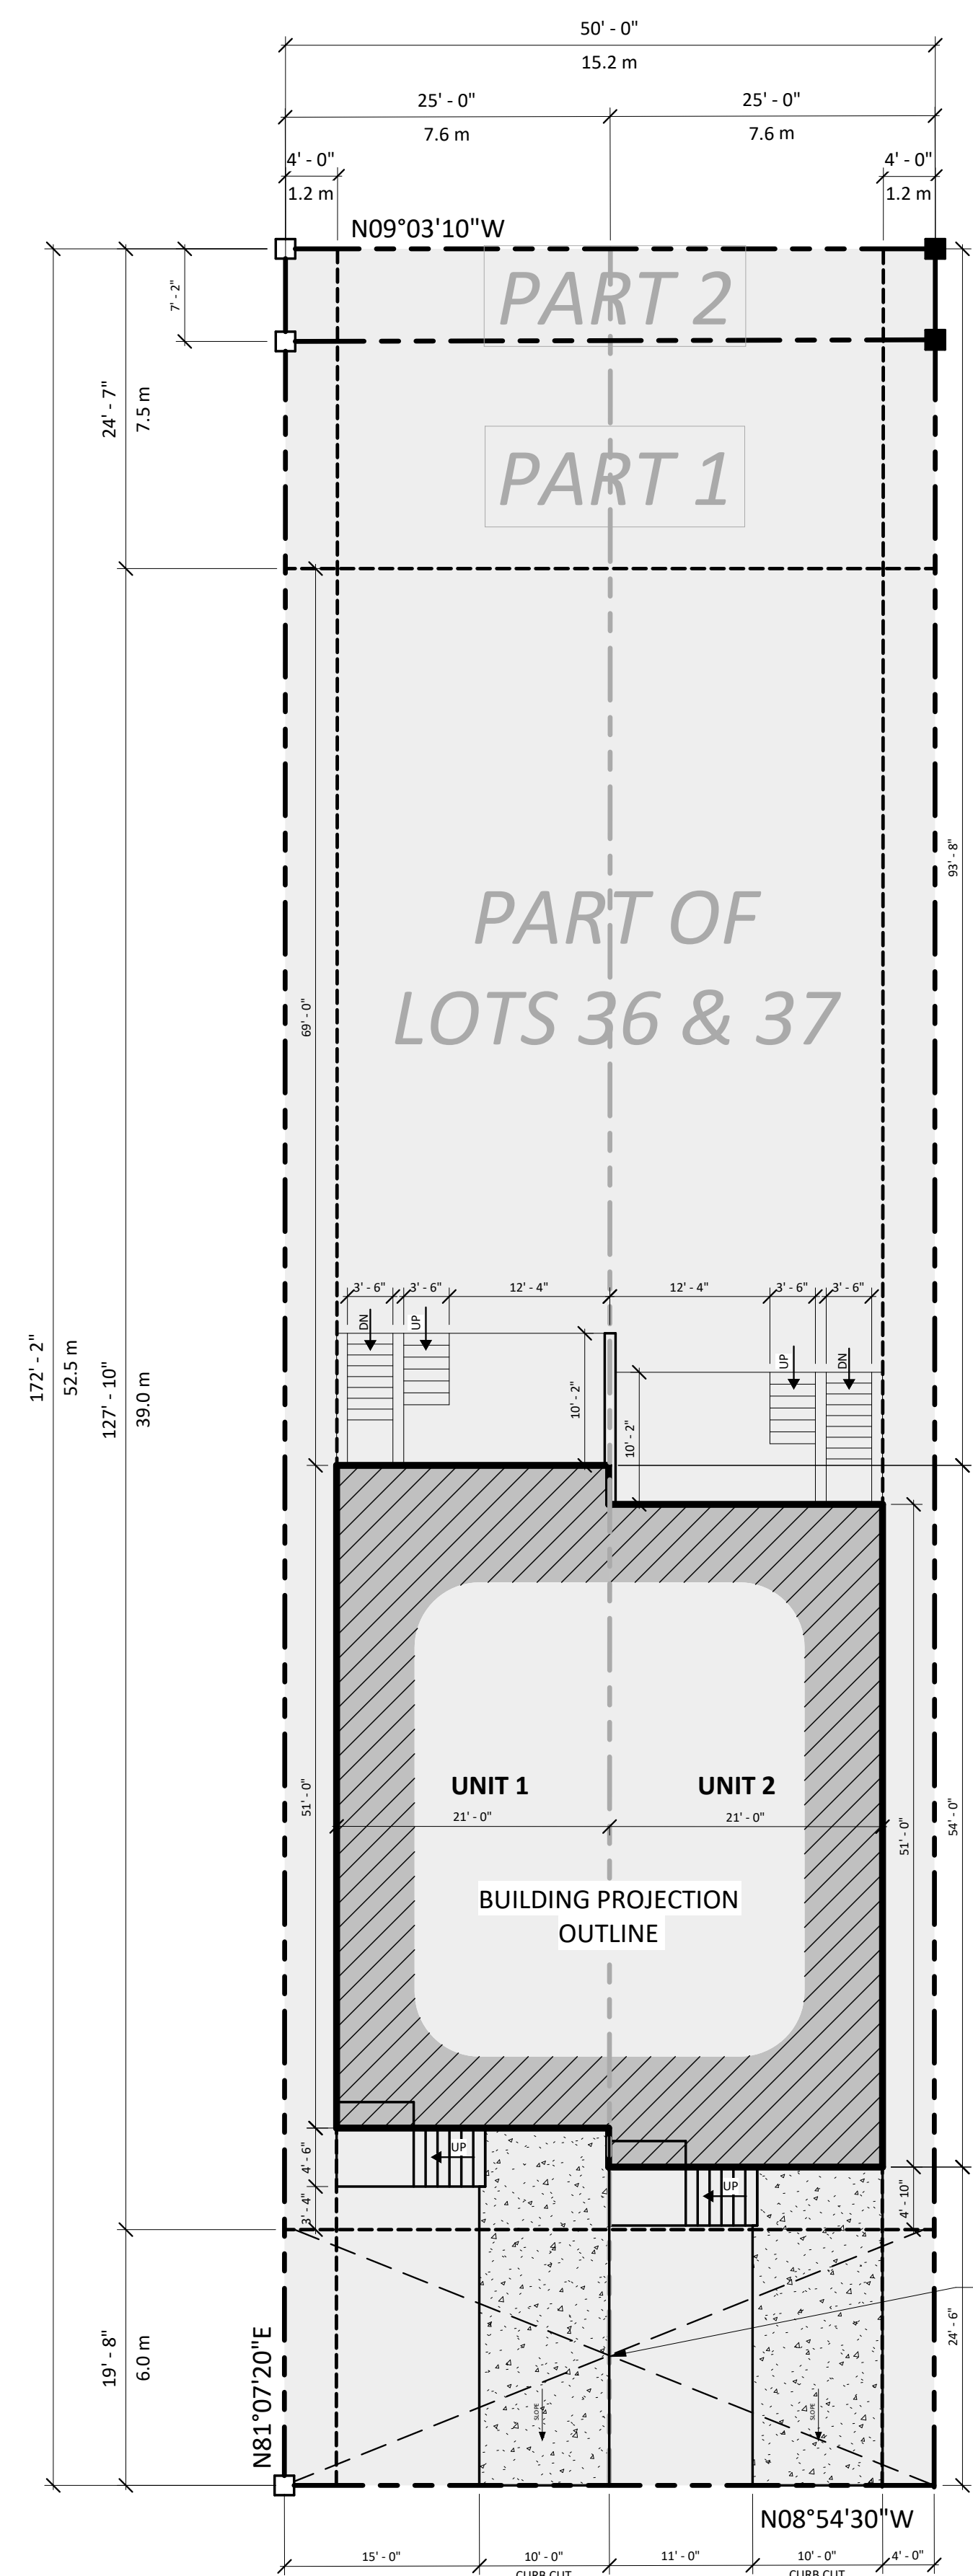 50' - 0"
15.2 m
25' - 0" 25' - 0"
7.6 m 7.6 m
4' - 0" 4' - 0"
1.2 m 1.2 m
N09°03'10"W
PART 2
7' - 2"
24' - 7"
7.5 m
PART 1
93' - 8"
PART OF
LOTS 36 & 37
69' - 0"
3' - 6" 3' - 6" 12' - 4" 12' - 4" 3' - 6" 3' - 6"
DN UP
UP DN
172' - 2"
52.5 m
127' - 10"
39.0 m
10' - 2"
10' - 2"
UNIT 1 UNIT 2
21' - 0" 21' - 0"
51' - 0"
51' - 0"
54' - 0"
BUILDING PROJECTION
OUTLINE
UP
4' - 6"
UP
3' - 4"
4' - 10"
24' - 6"
19' - 8"
6.0 m
N81°07'20"E
SLOPE SLOPE
N08°54'30"W
15' - 0" 10' - 0" 11' - 0" 10' - 0" 4' - 0"
CURB CUT CURB CUT